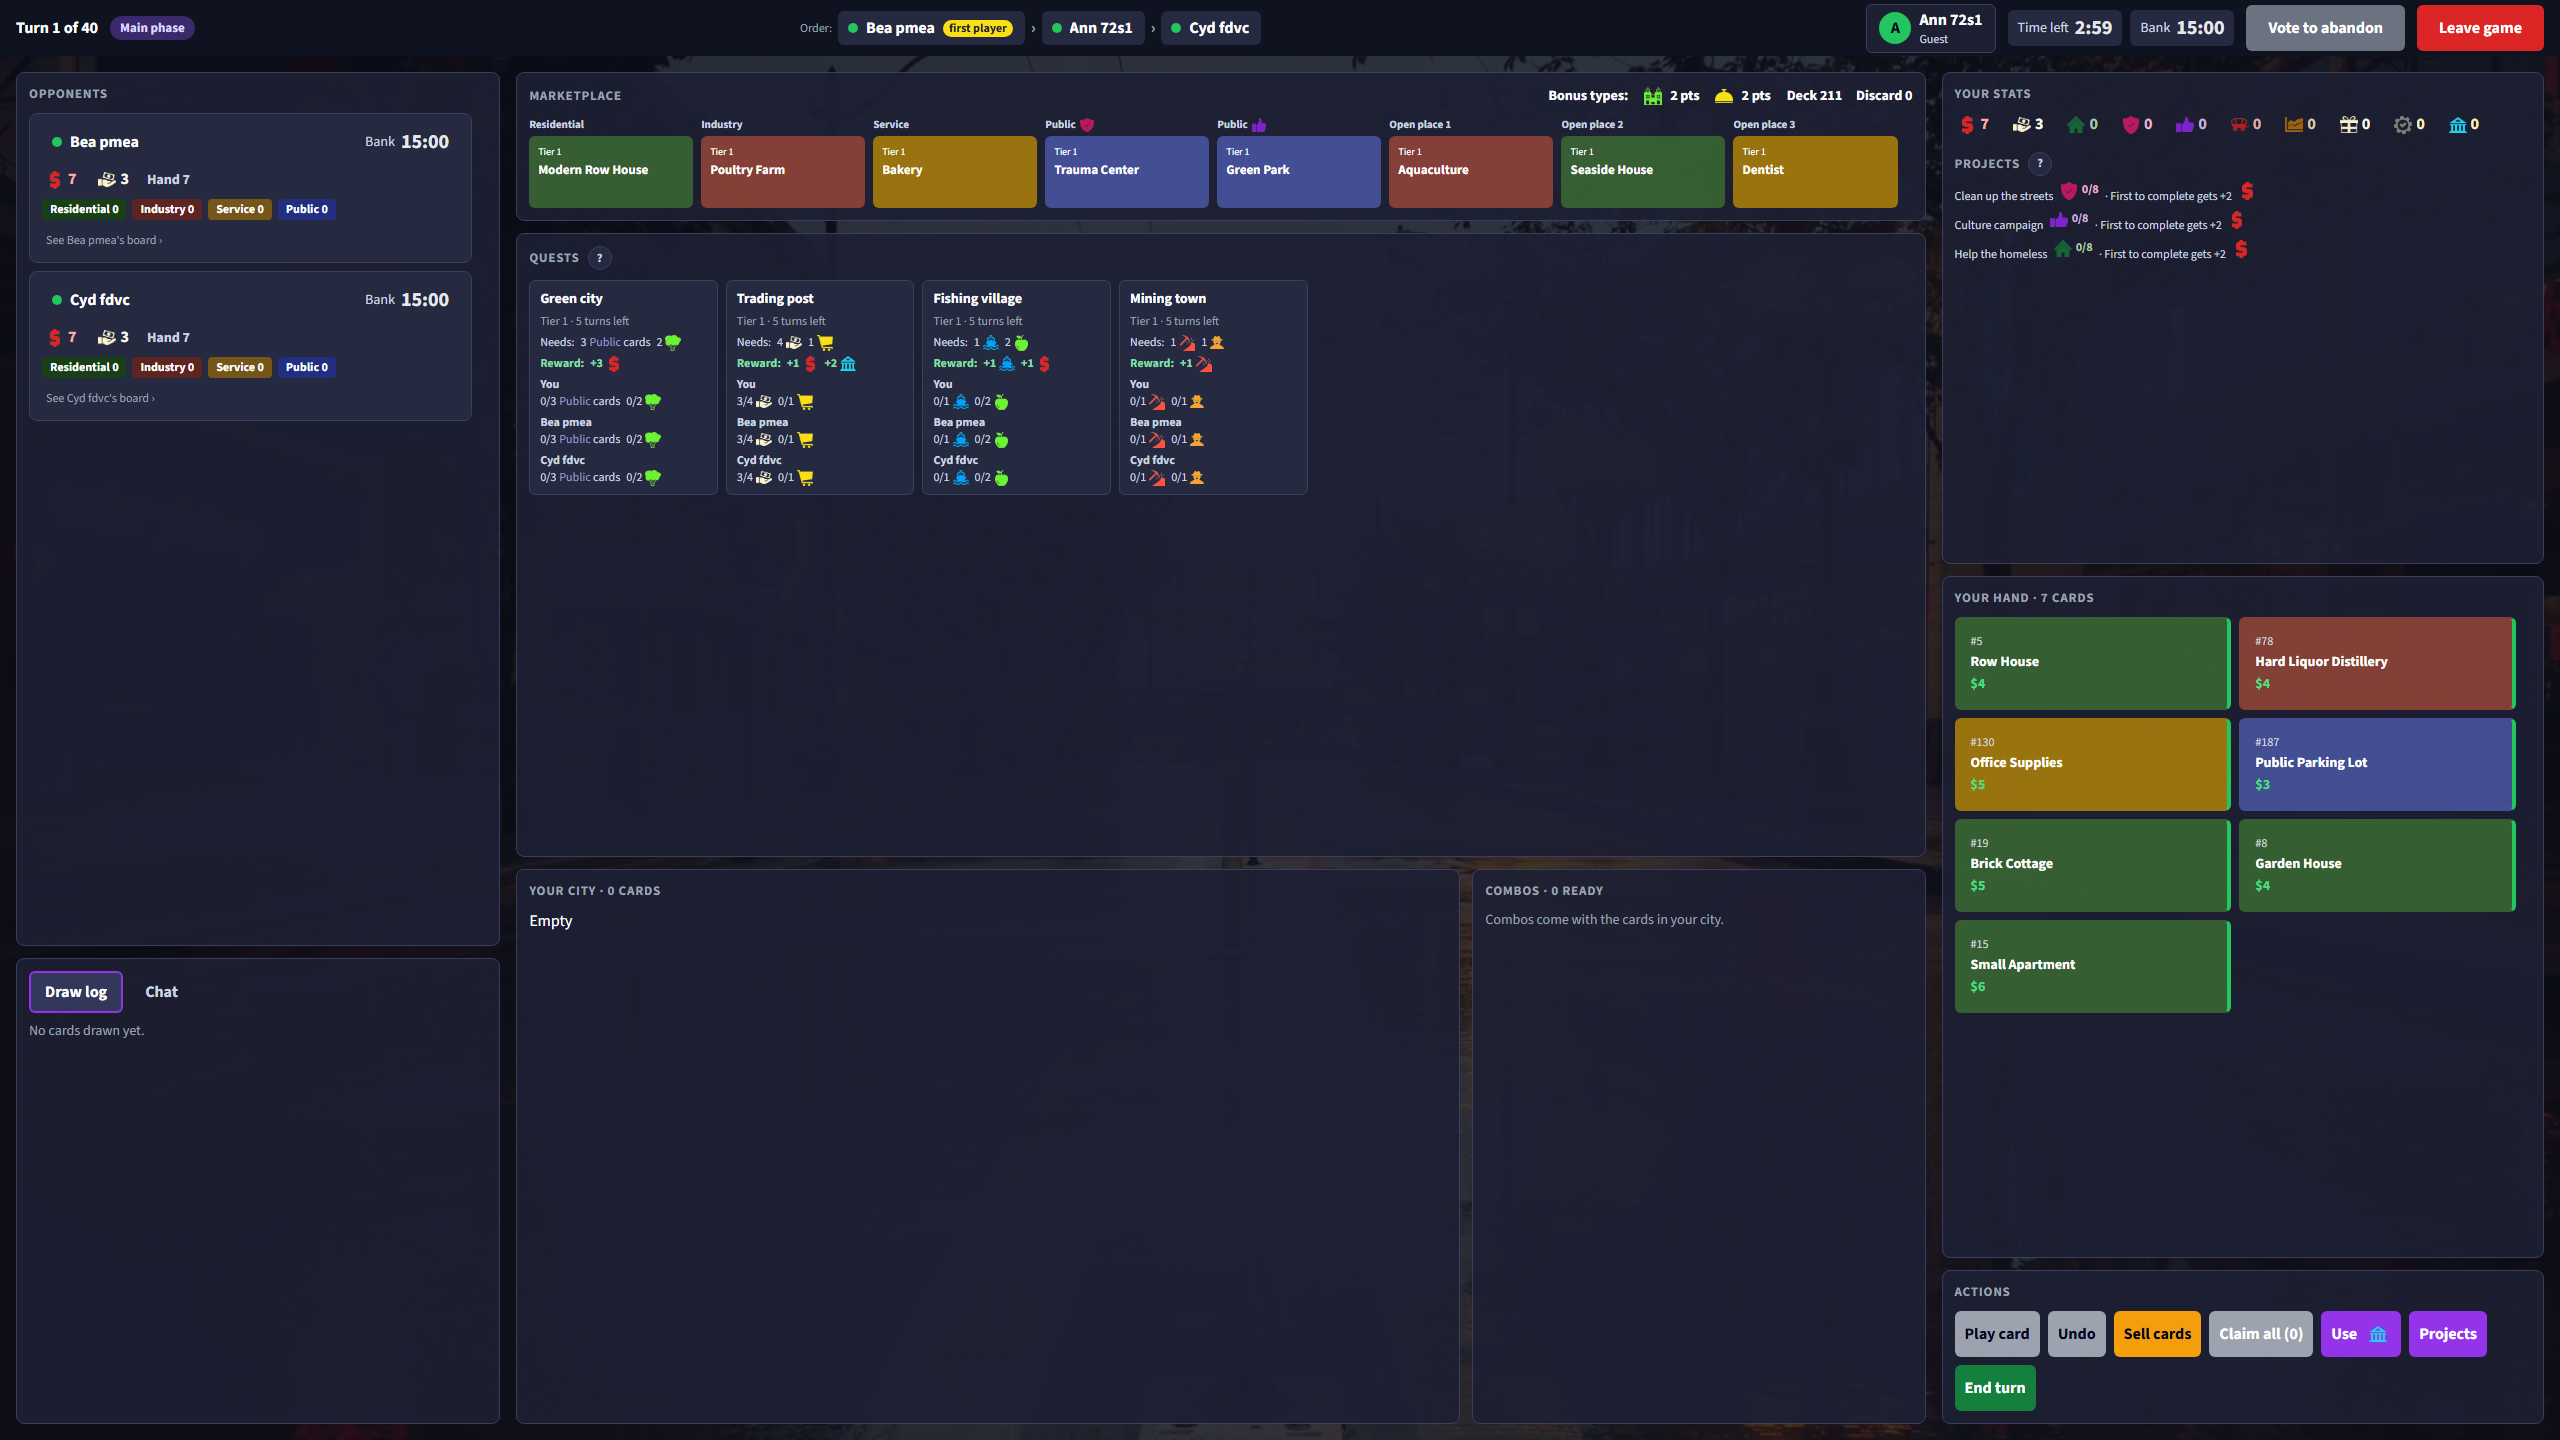 Turn 1 of 40 Main phase
Order: Bea pmea first player › Ann 72s1 › Cyd fdvc
A Ann 72s1
Guest
Time left 2:59
Bank 15:00
Vote to abandon
Leave game
OPPONENTS
Bea pmea Bank 15:00
7 3 Hand 7
Residential 0 Industry 0 Service 0 Public 0
See Bea pmea's board ›
Cyd fdvc Bank 15:00
7 3 Hand 7
Residential 0 Industry 0 Service 0 Public 0
See Cyd fdvc's board ›
Draw log Chat
No cards drawn yet.
MARKETPLACE
Bonus types: 2 pts 2 pts Deck 211 Discard 0
Residential
Tier 1
Modern Row House
Industry
Tier 1
Poultry Farm
Service
Tier 1
Bakery
Public
Tier 1
Trauma Center
Public
Tier 1
Green Park
Open place 1
Tier 1
Aquaculture
Open place 2
Tier 1
Seaside House
Open place 3
Tier 1
Dentist
QUESTS ?
Green city
Tier 1 · 5 turns left
Needs: 3 Public cards 2
Reward: +3
You
0/3 Public cards 0/2
Bea pmea
0/3 Public cards 0/2
Cyd fdvc
0/3 Public cards 0/2
Trading post
Tier 1 · 5 turns left
Needs: 4 1
Reward: +1 +2
You
3/4 0/1
Bea pmea
3/4 0/1
Cyd fdvc
3/4 0/1
Fishing village
Tier 1 · 5 turns left
Needs: 1 2
Reward: +1 +1
You
0/1 0/2
Bea pmea
0/1 0/2
Cyd fdvc
0/1 0/2
Mining town
Tier 1 · 5 turns left
Needs: 1 1
Reward: +1
You
0/1 0/1
Bea pmea
0/1 0/1
Cyd fdvc
0/1 0/1
YOUR CITY · 0 CARDS
Empty
COMBOS · 0 READY
Combos come with the cards in your city.
YOUR STATS
7 3 0 0 0 0 0 0 0 0
PROJECTS ?
Clean up the streets 0/8 · First to complete gets +2
Culture campaign 0/8 · First to complete gets +2
Help the homeless 0/8 · First to complete gets +2
YOUR HAND · 7 CARDS
#5
Row House
$4
#78
Hard Liquor Distillery
$4
#130
Office Supplies
$5
#187
Public Parking Lot
$3
#19
Brick Cottage
$5
#8
Garden House
$4
#15
Small Apartment
$6
ACTIONS
Play card Undo Sell cards Claim all (0) Use Projects
End turn